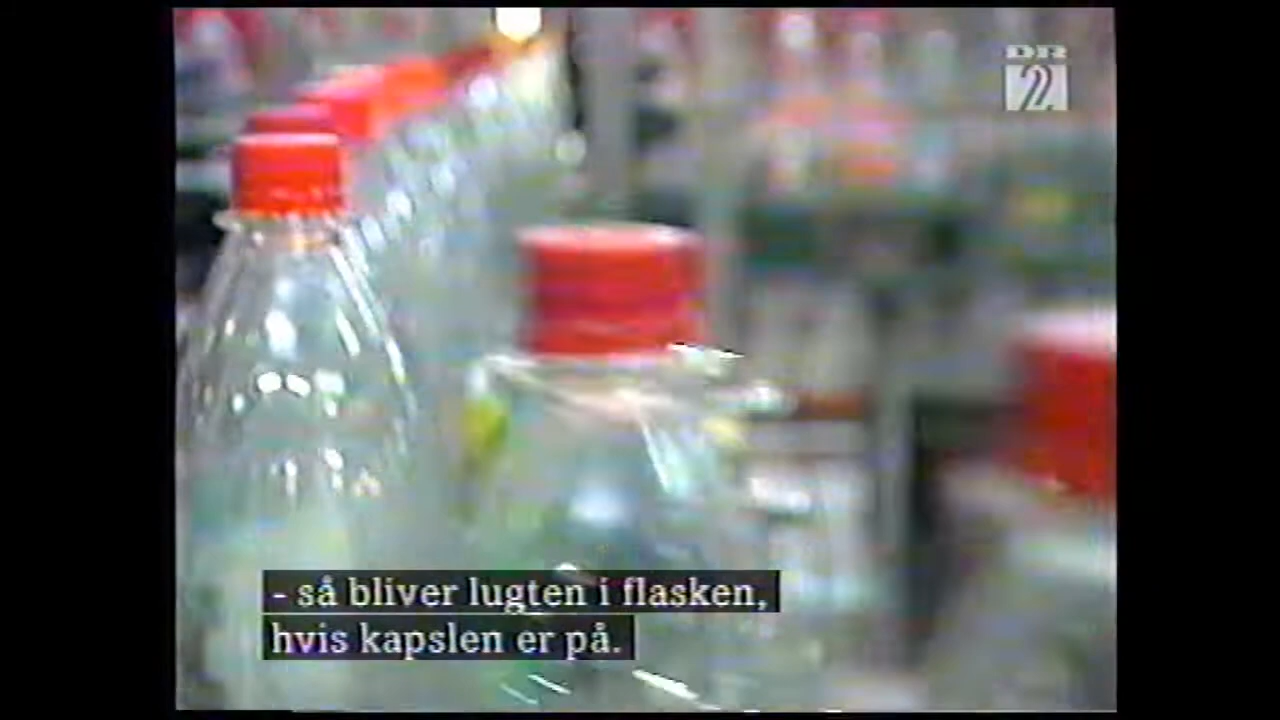 DR
2
- så bliver lugten i flasken,
hvis kapslen er på.